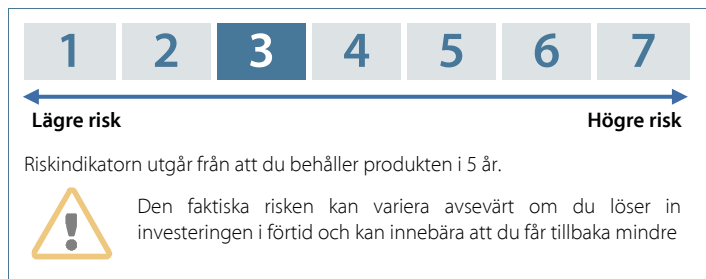 1 2 3 4 5 6 7
Lägre risk Högre risk
Riskindikatorn utgår från att du behåller produkten i 5 år.
Den faktiska risken kan variera avsevärt om du löser in
investeringen i förtid och kan innebära att du får tillbaka mindre